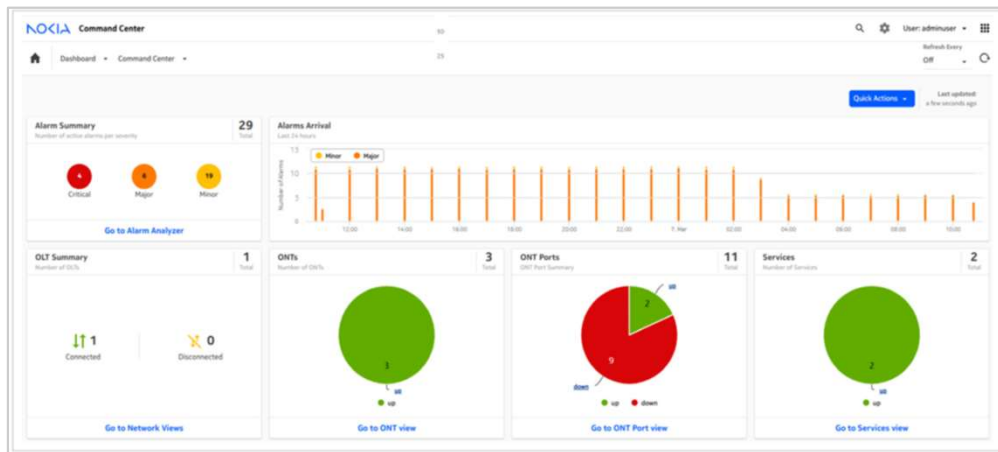 NOKIA Command Center
30
User: adminuser
Dashboard Command Center
25
Refresh Every
Off
Quick Actions
Last updated:
a few seconds ago
Alarm Summary
Number of active alarms per severity
29
Total
4
6
19
Critical
Major
Minor
Go to Alarm Analyzer
Alarms Arrival
Last 24 hours
Minor Major
Number of Alarms
15
10
5
0
12:00 14:00 16:00 18:00 20:00 22:00 1. Mar 02:00 04:00 06:00 08:00 10:00
OLT Summary
Number of OLTs
1
Total
1
Connected
0
Disconnected
Go to Network Views
ONTs
Number of ONTs
3
Total
3
up
up
Go to ONT view
ONT Ports
ONT Port Summary
11
Total
up
2
9
down
up down
Go to ONT Port view
Services
Number of Services
2
Total
2
up
up
Go to Services view